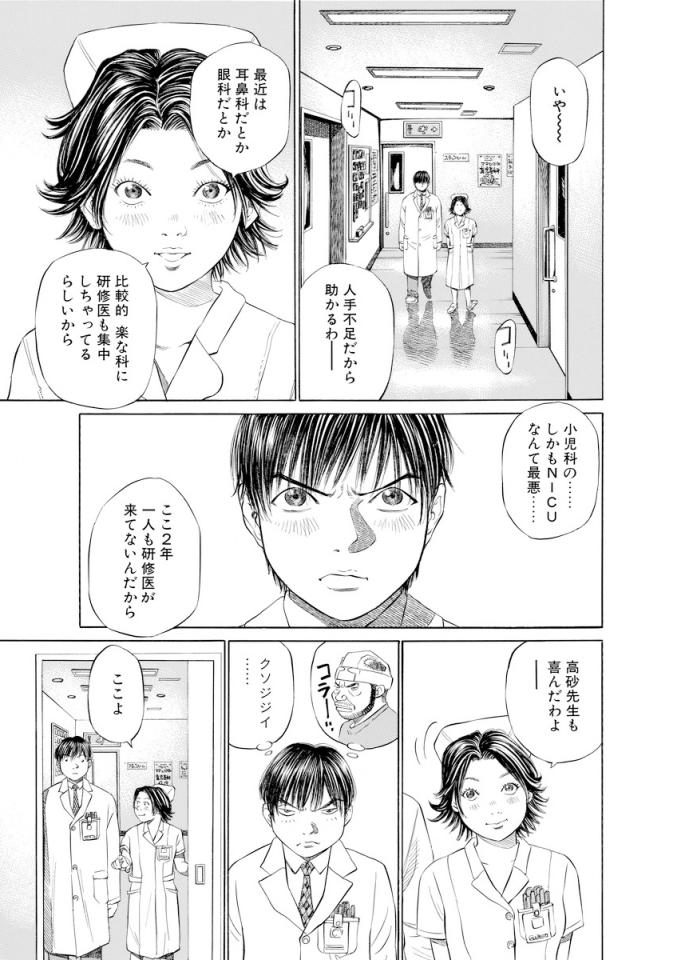 いや〜〜〜
コッ
人手不足だから
助かるわ――
コッ
最近は
耳鼻科だとか
眼科だとか
比較的 楽な科に
研修医も集中
しちゃってる
らしいから
小児科の……
しかもNICU
なんて最悪……
ここ2年
一人も研修医が
来てないんだから
高砂先生も
喜んだわよ
――
コラー!!
クソジジイ
……
ここよ